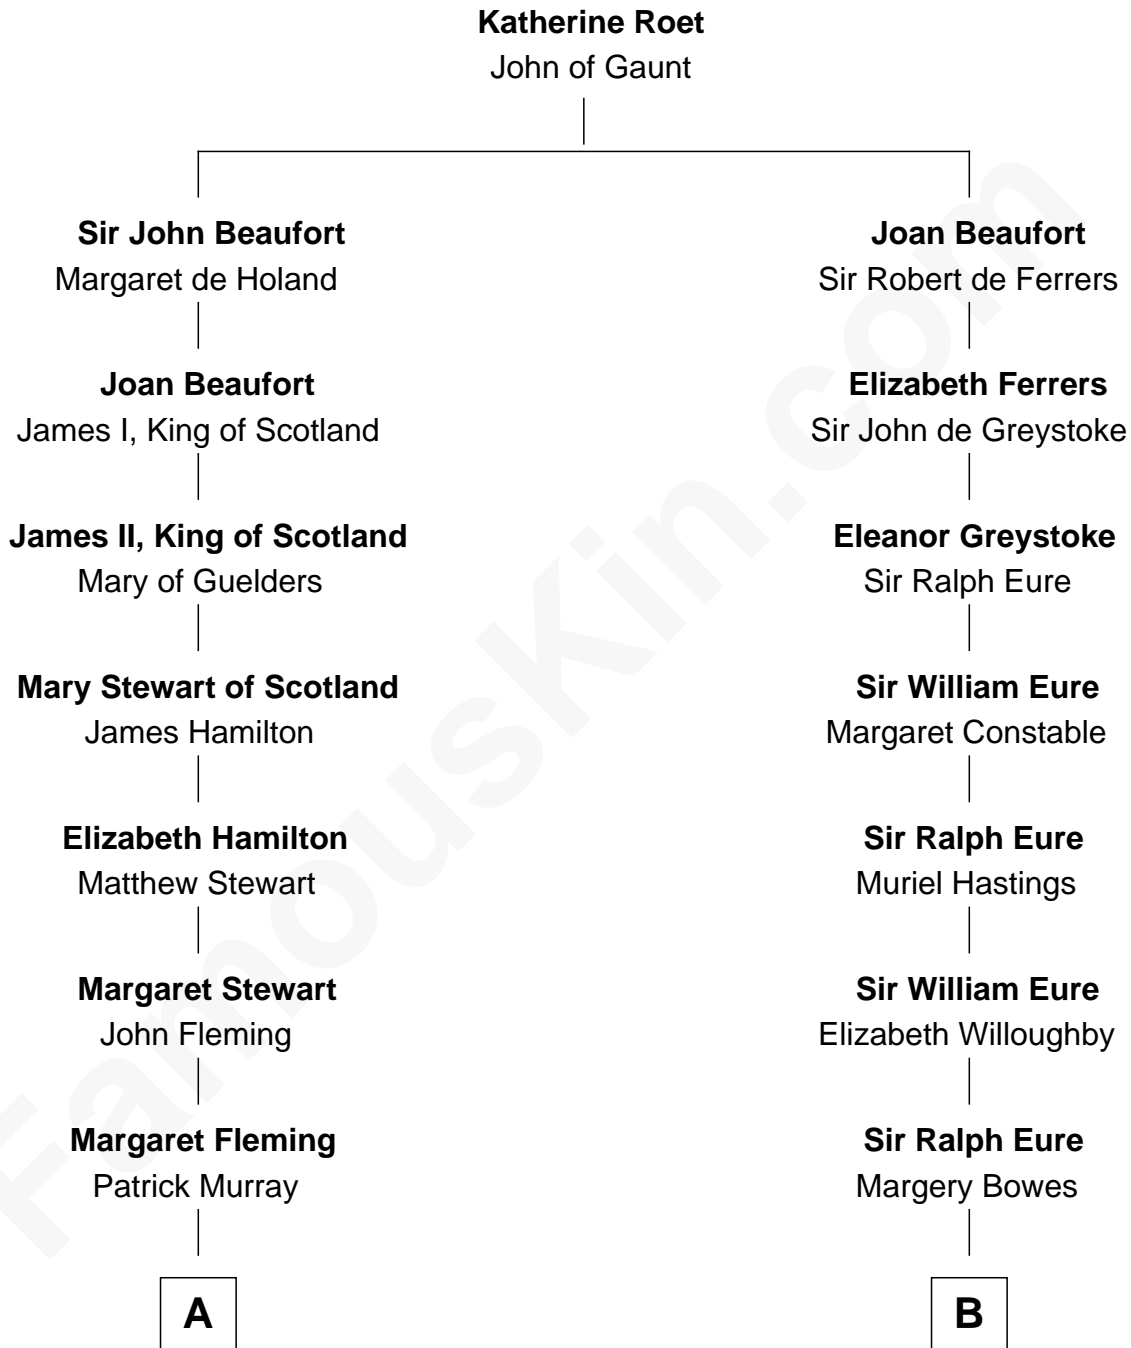 Katherine Roet
John of Gaunt
Sir John Beaufort
Margaret de Holand
Joan Beaufort
James I, King of Scotland
James II, King of Scotland
Mary of Guelders
Mary Stewart of Scotland
James Hamilton
Elizabeth Hamilton
Matthew Stewart
Margaret Stewart
John Fleming
Margaret Fleming
Patrick Murray
A
Joan Beaufort
Sir Robert de Ferrers
Elizabeth Ferrers
Sir John de Greystoke
Eleanor Greystoke
Sir Ralph Eure
Sir William Eure
Margaret Constable
Sir Ralph Eure
Muriel Hastings
Sir William Eure
Elizabeth Willoughby
Sir Ralph Eure
Margery Bowes
B
FamousKin.com